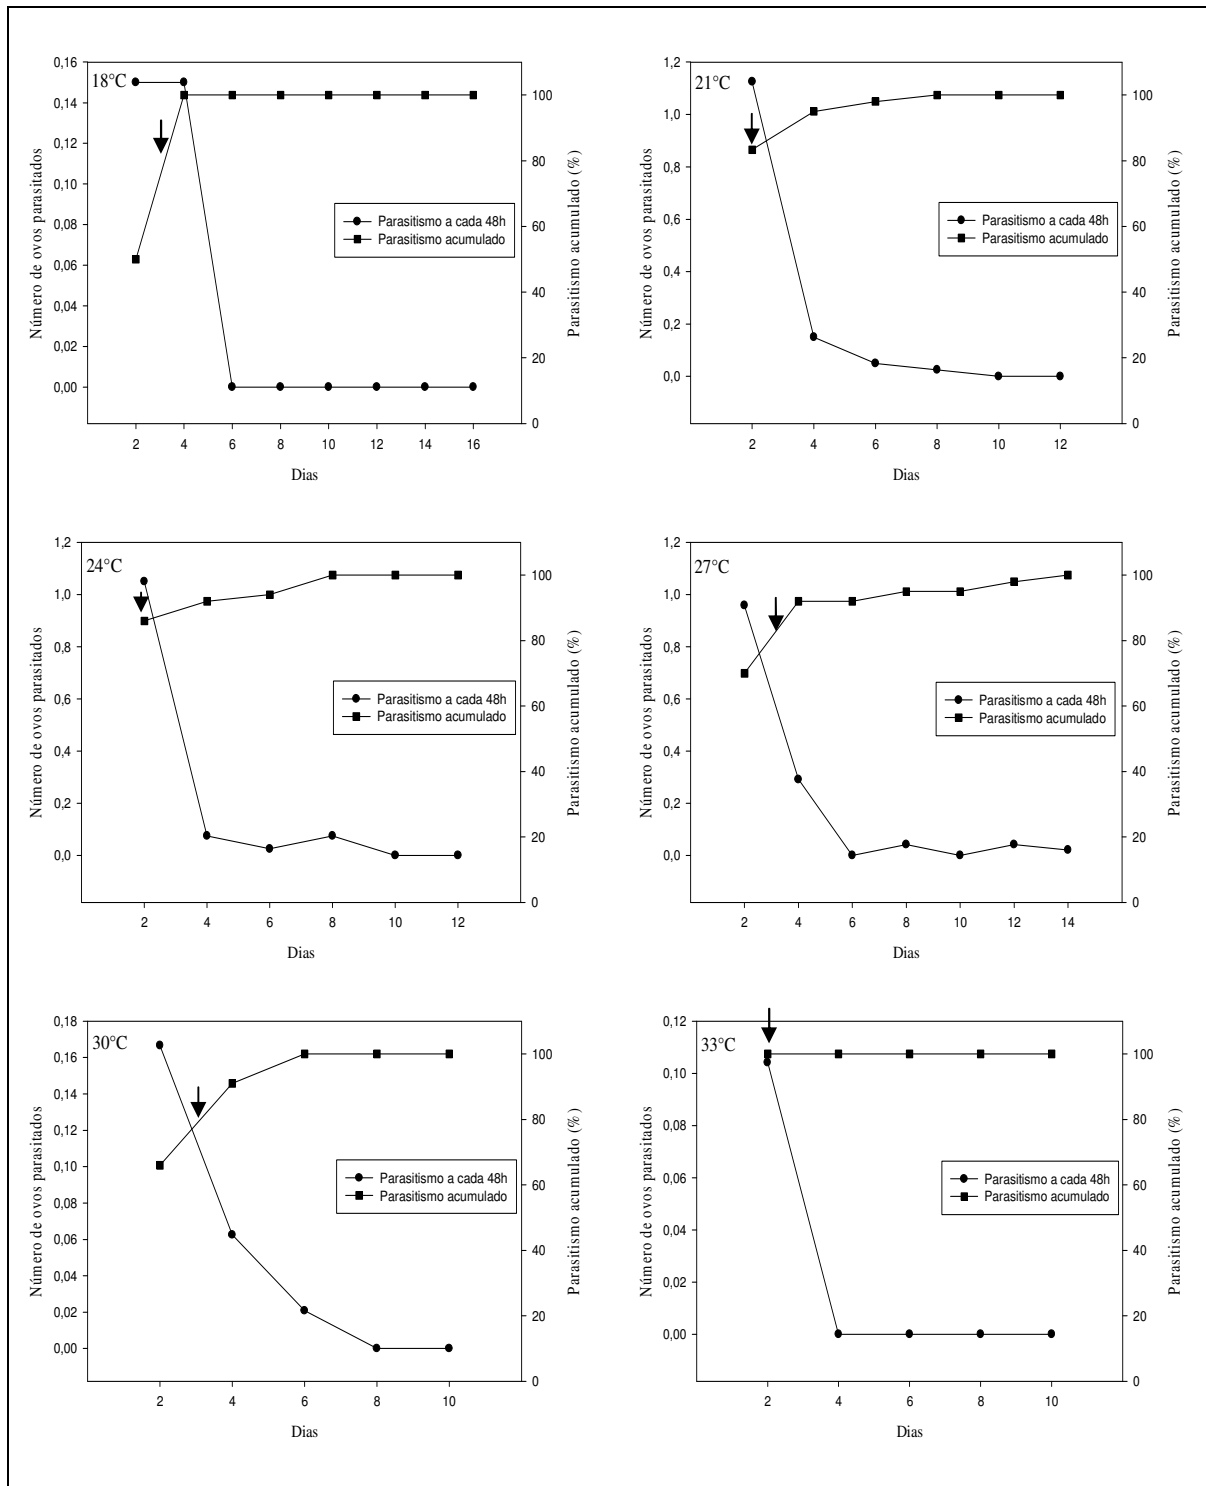 18°C
Número de ovos parasitados
0,16
0,14
0,12
0,10
0,08
0,06
0,04
0,02
0,00
Parasitismo a cada 48h
Parasitismo acumulado
100
80
60
40
20
0
Parasitismo acumulado (%)
2 4 6 8 10 12 14 16
Dias
21°C
Número de ovos parasitados
1,2
1,0
0,8
0,6
0,4
0,2
0,0
Parasitismo a cada 48h
Parasitismo acumulado
100
80
60
40
20
0
Parasitismo acumulado (%)
2 4 6 8 10 12
Dias
24°C
Número de ovos parasitados
1,2
1,0
0,8
0,6
0,4
0,2
0,0
Parasitismo a cada 48h
Parasitismo acumulado
100
80
60
40
20
0
Parasitismo acumulado (%)
2 4 6 8 10 12
Dias
27°C
Número de ovos parasitados
1,2
1,0
0,8
0,6
0,4
0,2
0,0
Parasitismo a cada 48h
Parasitismo acumulado
100
80
60
40
20
0
Parasitismo acumulado (%)
2 4 6 8 10 12 14
Dias
30°C
Número de ovos parasitados
0,18
0,16
0,14
0,12
0,10
0,08
0,06
0,04
0,02
0,00
Parasitismo a cada 48h
Parasitismo acumulado
100
80
60
40
20
0
Parasitismo acumulado (%)
2 4 6 8 10
Dias
33°C
Número de ovos parasitados
0,12
0,10
0,08
0,06
0,04
0,02
0,00
Parasitismo a cada 48h
Parasitismo acumulado
100
80
60
40
20
0
Parasitismo acumulado (%)
2 4 6 8 10
Dias